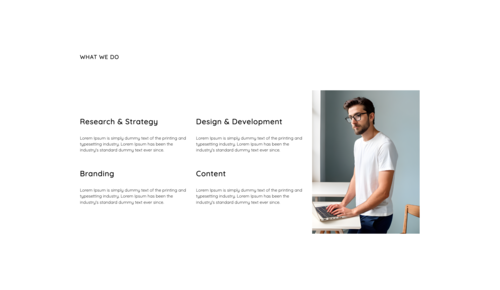 WHAT WE DO
Research & Strategy
Lorem Ipsum is simply dummy text of the printing and
typesetting industry. Lorem Ipsum has been the
industry's standard dummy text ever since.
Design & Development
Lorem Ipsum is simply dummy text of the printing and
typesetting industry. Lorem Ipsum has been the
industry's standard dummy text ever since.
Branding
Lorem Ipsum is simply dummy text of the printing and
typesetting industry. Lorem Ipsum has been the
industry's standard dummy text ever since.
Content
Lorem Ipsum is simply dummy text of the printing and
typesetting industry. Lorem Ipsum has been the
industry's standard dummy text ever since.